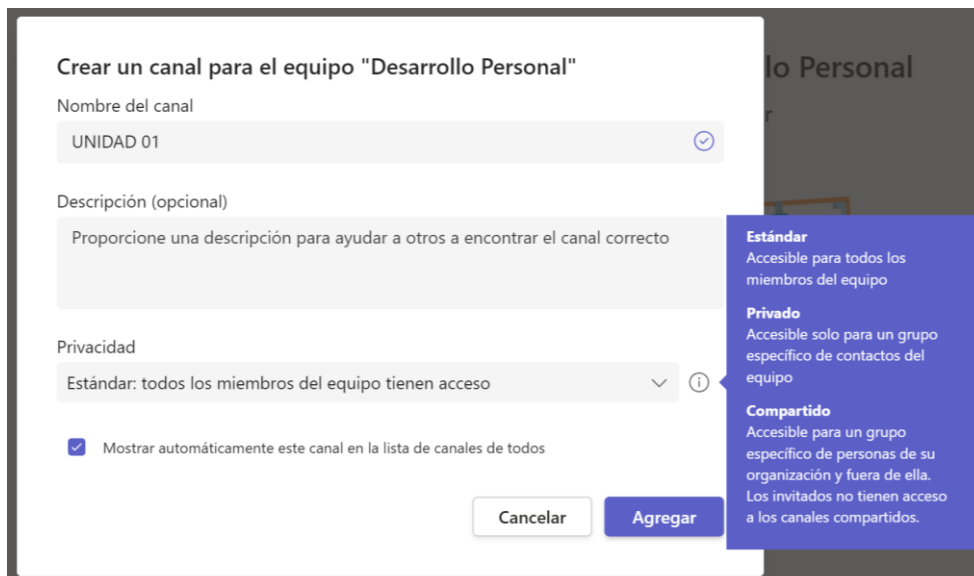 Crear un canal para el equipo "Desarrollo Personal"
lo Personal
Nombre del canal
r
UNIDAD 01
Descripción (opcional)
Proporcione una descripción para ayudar a otros a encontrar el canal correcto
Privacidad
Estándar: todos los miembros del equipo tienen acceso
Mostrar automáticamente este canal en la lista de canales de todos
Cancelar
Agregar
Estándar
Accesible para todos los
miembros del equipo
Privado
Accesible solo para un grupo
específico de contactos del
equipo
Compartido
Accesible para un grupo
específico de personas de su
organización y fuera de ella.
Los invitados no tienen acceso
a los canales compartidos.